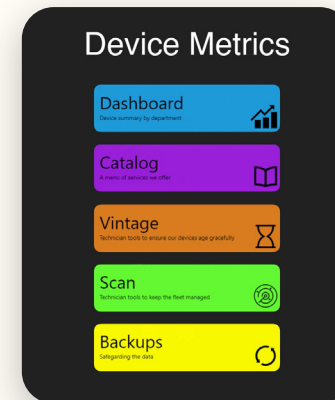 Device Metrics
Dashboard
Device summary by department
Catalog
A menu of services we offer
Vintage
Technician tools to ensure our devices age gracefully
Scan
Technician tools to keep the fleet managed
Backups
Safegarding the data